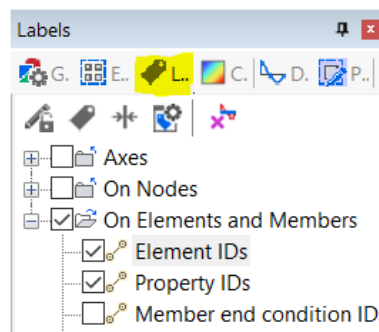 Labels
G.. E.. L.. C.. D.. P..
Axes
On Nodes
On Elements and Members
Element IDs
Property IDs
Member end condition ID